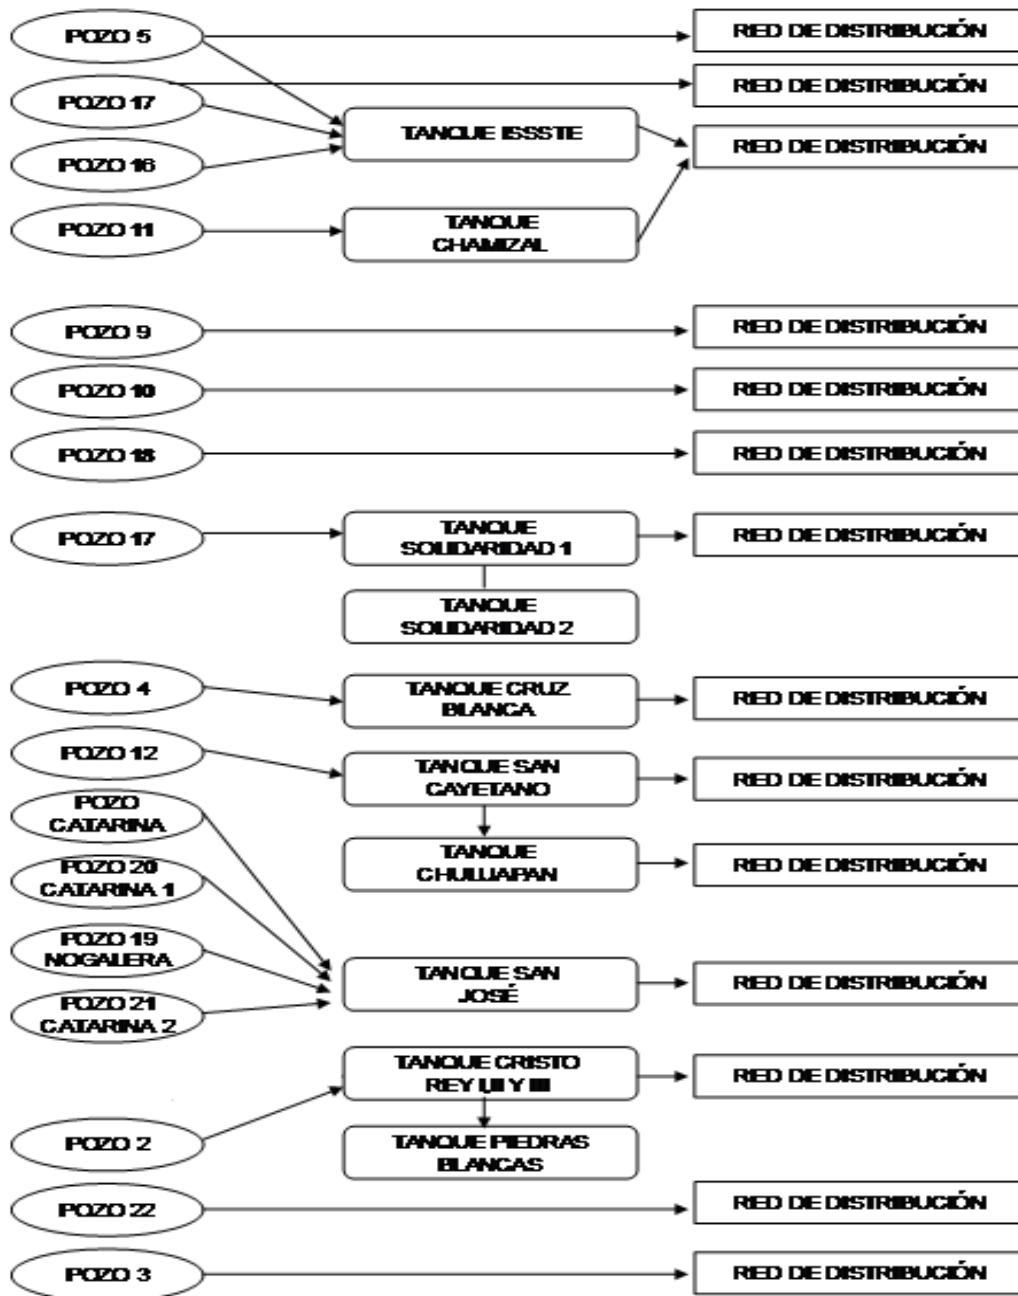 POZO 5
RED DE DISTRIBUCIÓN
POZO 17
RED DE DISTRIBUCIÓN
TANQUE ISSSTE
RED DE DISTRIBUCIÓN
POZO 16
POZO 11
TANQUE
CHAMIZAL
POZO 9
RED DE DISTRIBUCIÓN
POZO 10
RED DE DISTRIBUCIÓN
POZO 18
RED DE DISTRIBUCIÓN
POZO 17
TANQUE
SOLIDARIDAD 1
RED DE DISTRIBUCIÓN
TANQUE
SOLIDARIDAD 2
POZO 4
TANQUE CRUZ
BLANCA
RED DE DISTRIBUCIÓN
POZO 12
TANQUE SAN
CAYETANO
RED DE DISTRIBUCIÓN
POZO
CATARINA
TANQUE
CHULUAPAN
RED DE DISTRIBUCIÓN
POZO 20
CATARINA 1
POZO 19
NOGALERA
TANQUE SAN
JOSÉ
RED DE DISTRIBUCIÓN
POZO 21
CATARINA 2
TANQUE CRISTO
REY I,II Y III
RED DE DISTRIBUCIÓN
POZO 2
TANQUE PIEDRAS
BLANCAS
POZO 22
RED DE DISTRIBUCIÓN
POZO 3
RED DE DISTRIBUCIÓN